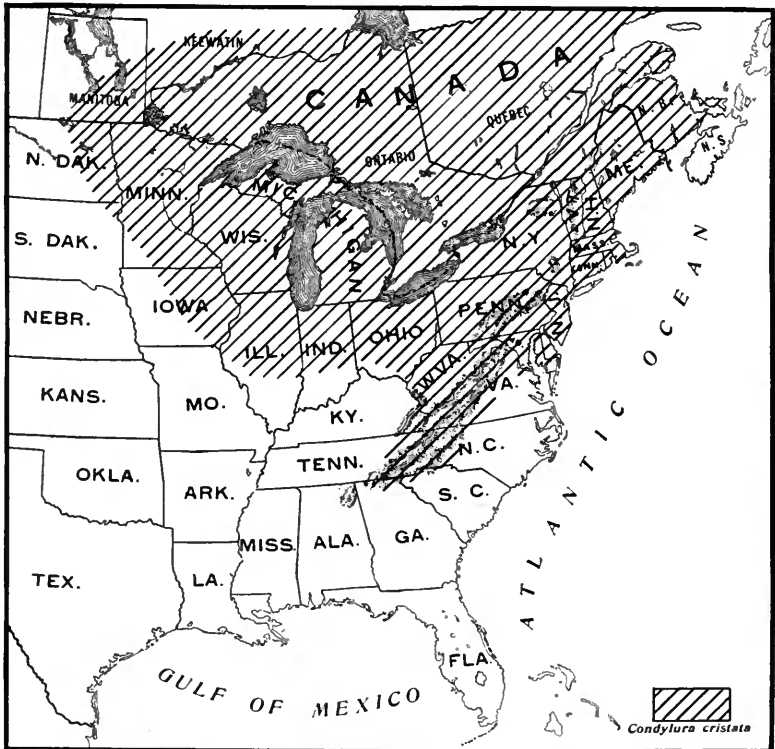 KEEWATIN
MANITOBA
CANADA
QUEBEC
ONTARIO
N.B.
N.S.
ME.
N. DAK.
MINN.
MICHIGAN
WIS.
N.Y.
N.H.
MASS.
CONN.
S. DAK.
IOWA
PENN.
N.J.
NEBR.
ILL.
IND.
OHIO
W.VA.
VA.
KANS.
MO.
KY.
N.C.
TENN.
OKLA.
ARK.
S. C.
MISS.
ALA.
GA.
TEX.
LA.
FLA.
ATLANTIC OCEAN
GULF OF MEXICO
Condylura cristata